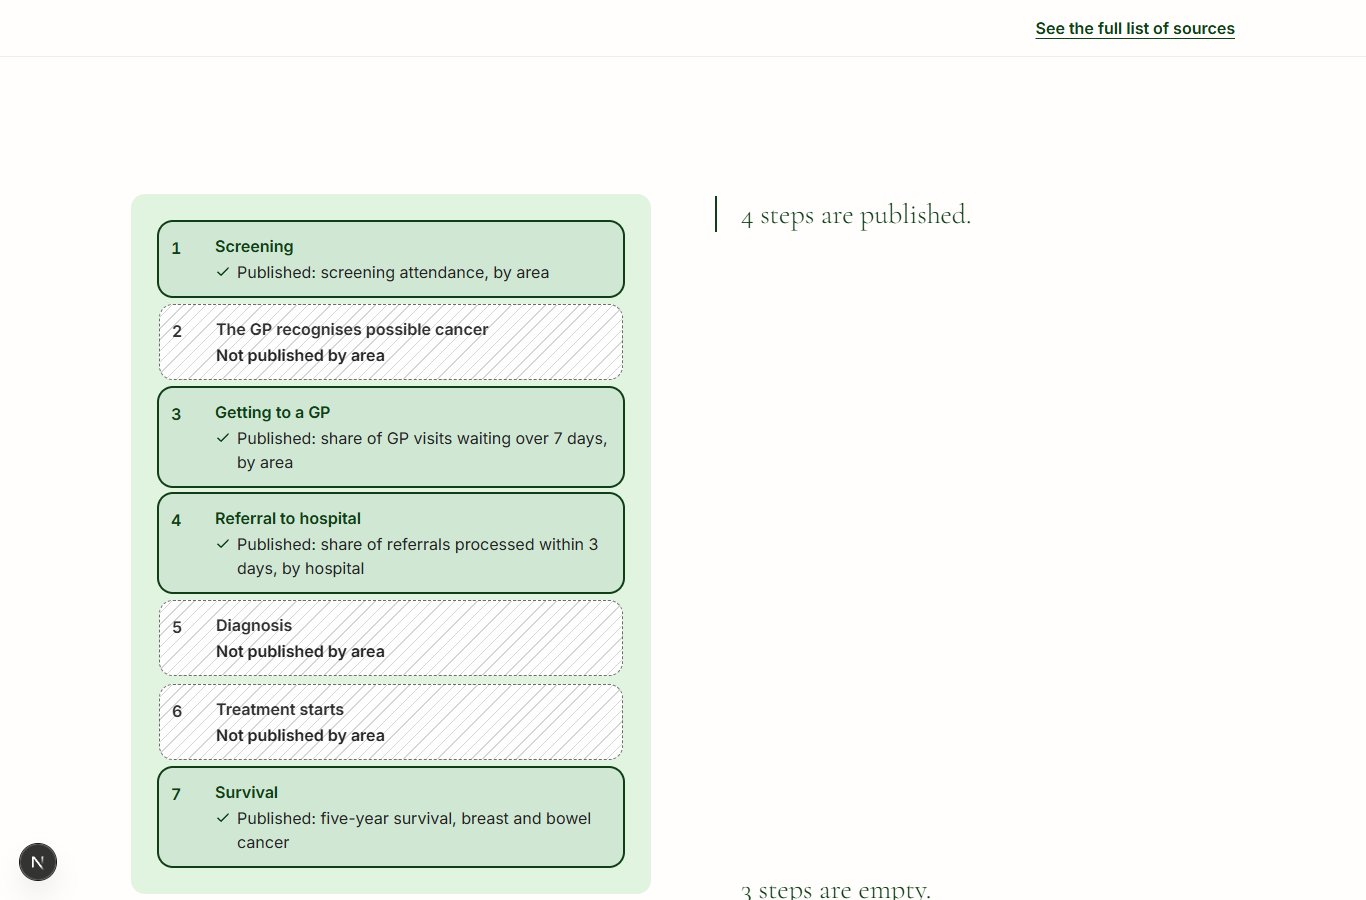 See the full list of sources
1 Screening
✓ Published: screening attendance, by area
2 The GP recognises possible cancer
Not published by area
3 Getting to a GP
✓ Published: share of GP visits waiting over 7 days,
by area
4 Referral to hospital
✓ Published: share of referrals processed within 3
days, by hospital
5 Diagnosis
Not published by area
6 Treatment starts
Not published by area
7 Survival
✓ Published: five-year survival, breast and bowel
cancer
4 steps are published.
3 steps are empty.
N